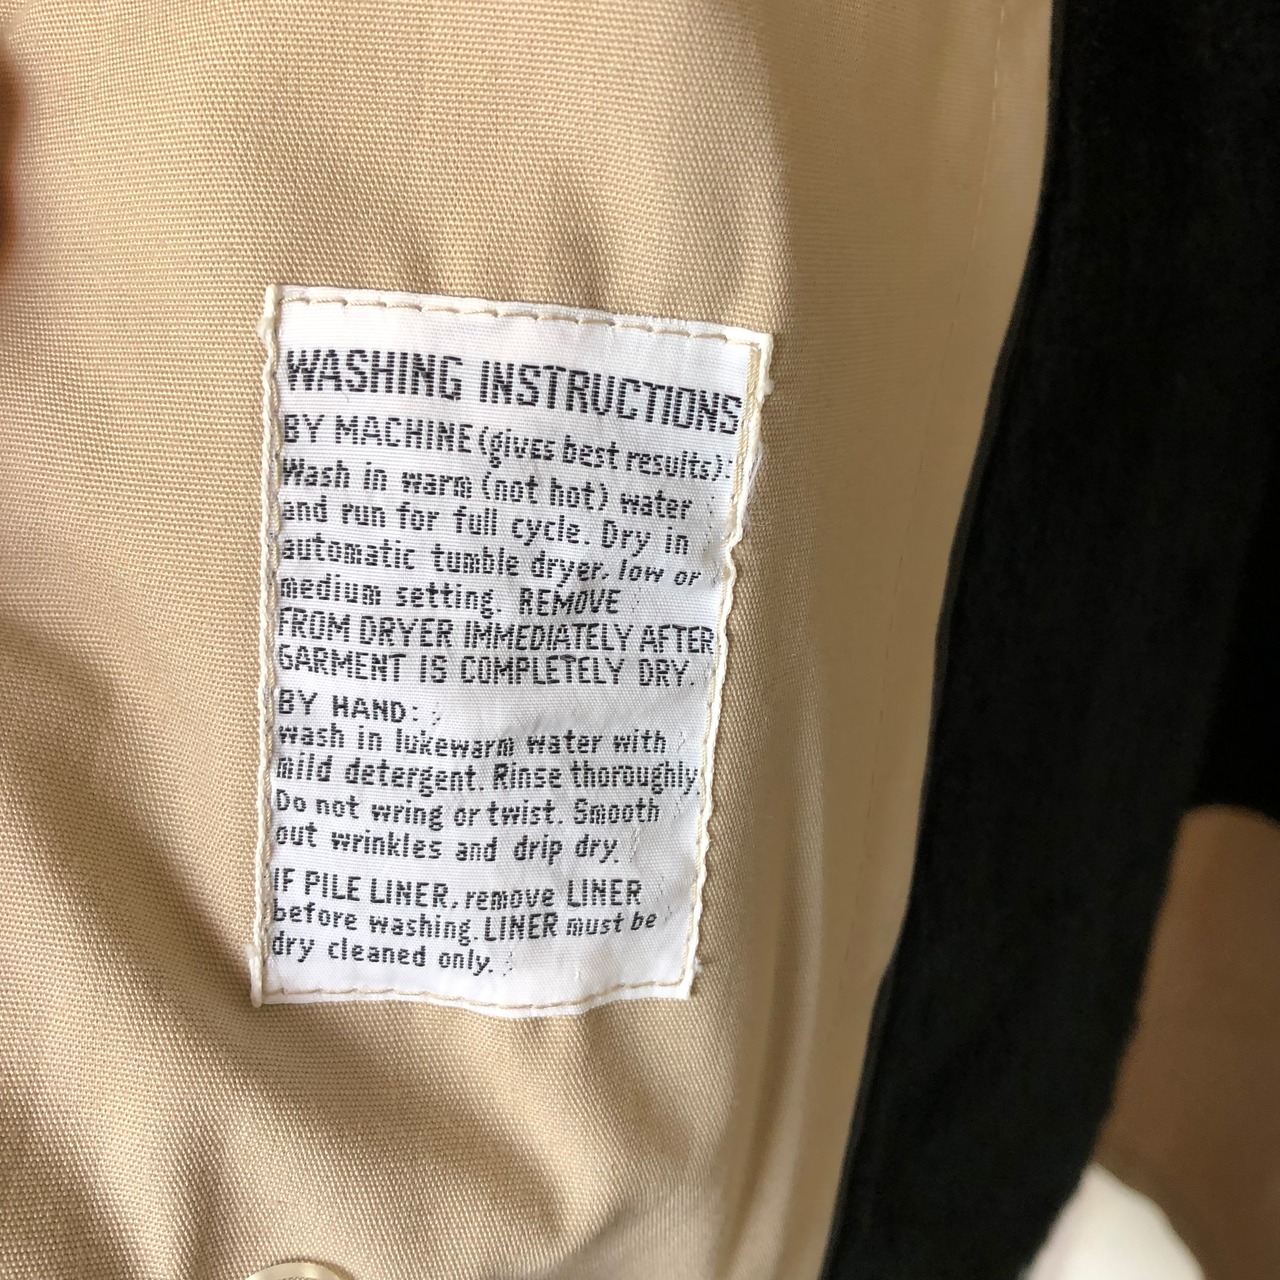 WASHING INSTRUCTIONS
BY MACHINE (gives best results):
Wash in warm (not hot) water
and run for full cycle. Dry in
automatic tumble dryer, low or
medium setting. REMOVE
FROM DRYER IMMEDIATELY AFTER
GARMENT IS COMPLETELY DRY.
BY HAND:
wash in lukewarm water with
mild detergent. Rinse thoroughly.
Do not wring or twist. Smooth
out wrinkles and drip dry.
IF PILE LINER, remove LINER
before washing. LINER must be
dry cleaned only.